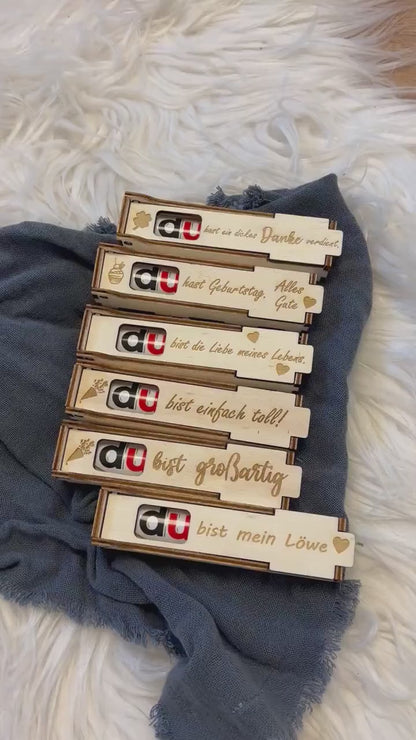 du hast ein dickes Danke verdient.
du hast Geburtstag. Alles
Gute
du bist die Liebe meines Lebens.
du bist einfach toll!
du bist großartig
du bist mein Löwe